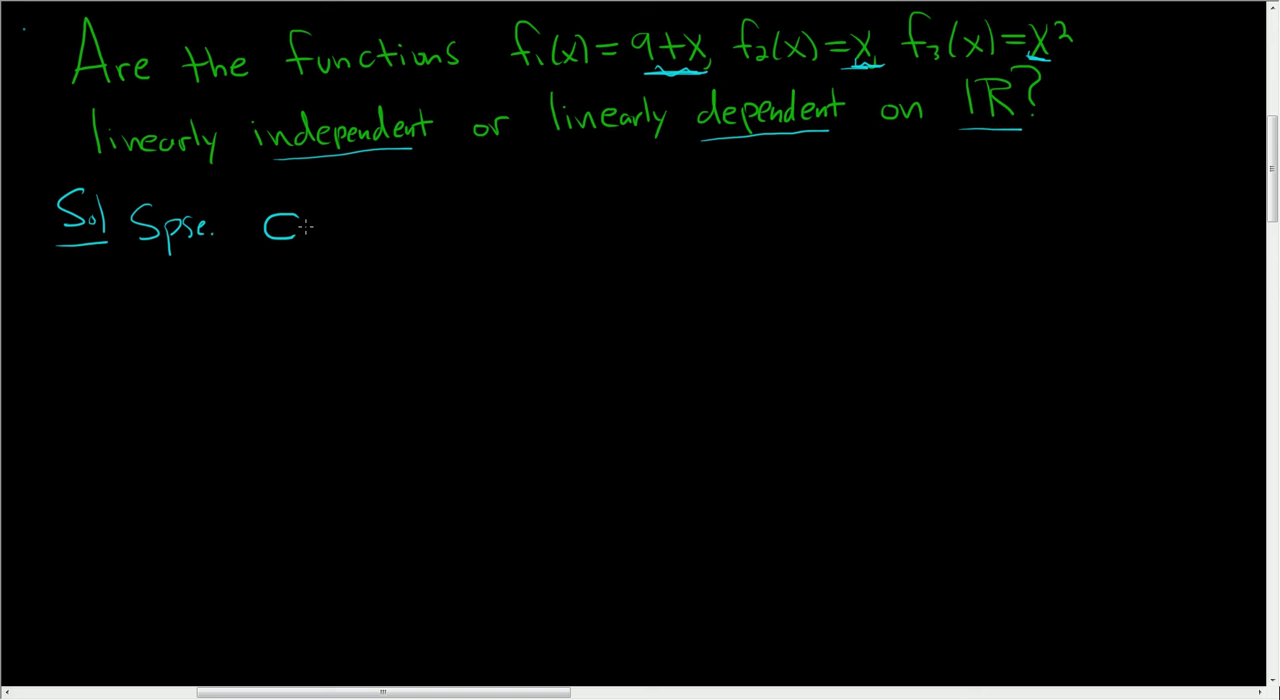 Are the functions f₁(x) = 9+x, f₂(x) = x, f₃(x) = x²
linearly independent or linearly dependent on ℝ?
Sol Spse. C